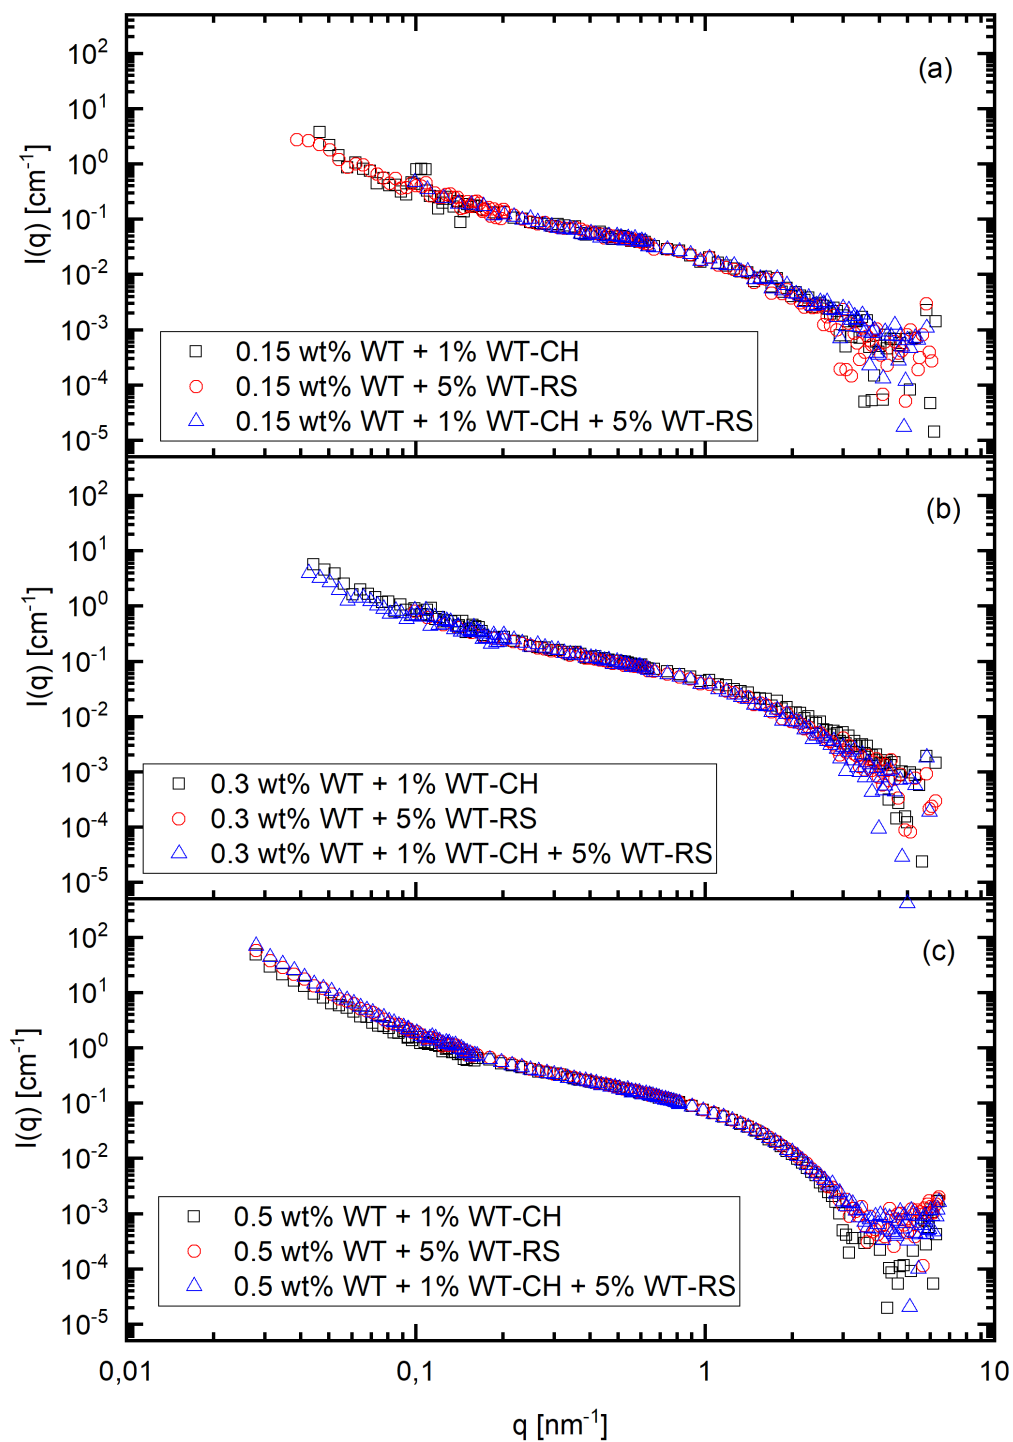 (a)
I(q) [cm⁻¹]
10²
10¹
10⁰
10⁻¹
10⁻²
10⁻³
10⁻⁴
10⁻⁵
0.15 wt% WT + 1% WT-CH
0.15 wt% WT + 5% WT-RS
0.15 wt% WT + 1% WT-CH + 5% WT-RS
(b)
I(q) [cm⁻¹]
10²
10¹
10⁰
10⁻¹
10⁻²
10⁻³
10⁻⁴
10⁻⁵
0.3 wt% WT + 1% WT-CH
0.3 wt% WT + 5% WT-RS
0.3 wt% WT + 1% WT-CH + 5% WT-RS
(c)
I(q) [cm⁻¹]
10²
10¹
10⁰
10⁻¹
10⁻²
10⁻³
10⁻⁴
10⁻⁵
0.5 wt% WT + 1% WT-CH
0.5 wt% WT + 5% WT-RS
0.5 wt% WT + 1% WT-CH + 5% WT-RS
0,01 0,1 1 10
q [nm⁻¹]